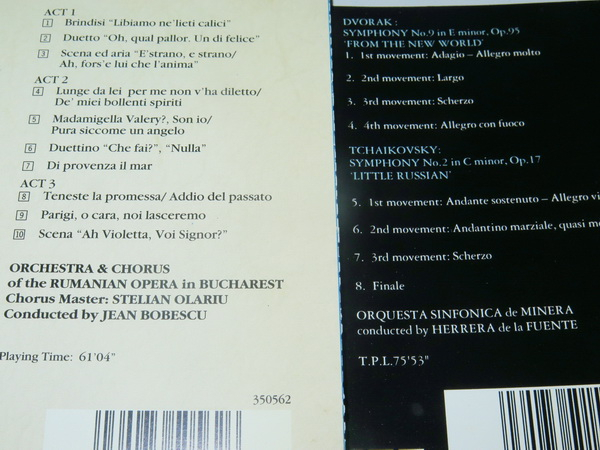 ACT 1
1 Brindisi "Libiamo ne'lieti calici"
2 Duetto "Oh, qual pallor. Un di felice"
3 Scena ed aria "E'strano, e strano/
Ah, fors'e lui che l'anima"
ACT 2
4 Lunge da lei per me non v'ha diletto/
De' miei bollenti spiriti
5 Madamigella Valery?, Son io/
Pura siccome un angelo
6 Duettino "Che fai?", "Nulla"
7 Di provenza il mar
ACT 3
8 Teneste la promessa/ Addio del passato
9 Parigi, o cara, noi lasceremo
10 Scena "Ah Violetta, Voi Signor?"
ORCHESTRA & CHORUS
of the RUMANIAN OPERA in BUCHAREST
Chorus Master: STELIAN OLARIU
Conducted by JEAN BOBESCU
Playing Time: 61'04"
350562
DVORAK :
SYMPHONY No.9 in E minor, Op.95
'FROM THE NEW WORLD'
1. 1st movement: Adagio – Allegro molto
2. 2nd movement: Largo
3. 3rd movement: Scherzo
4. 4th movement: Allegro con fuoco
TCHAIKOVSKY:
SYMPHONY No.2 in C minor, Op.17
'LITTLE RUSSIAN'
5. 1st movement: Andante sostenuto – Allegro vi
6. 2nd movement: Andantino marziale, quasi mo
7. 3rd movement: Scherzo
8. Finale
ORQUESTA SINFONICA de MINERA
conducted by HERRERA de la FUENTE
T.P.L.75'53"